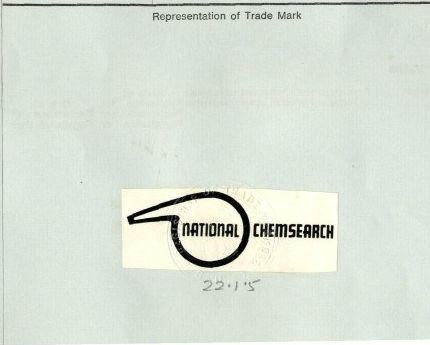 Representation of Trade Mark
NATIONAL CHEMSEARCH
22.1.5